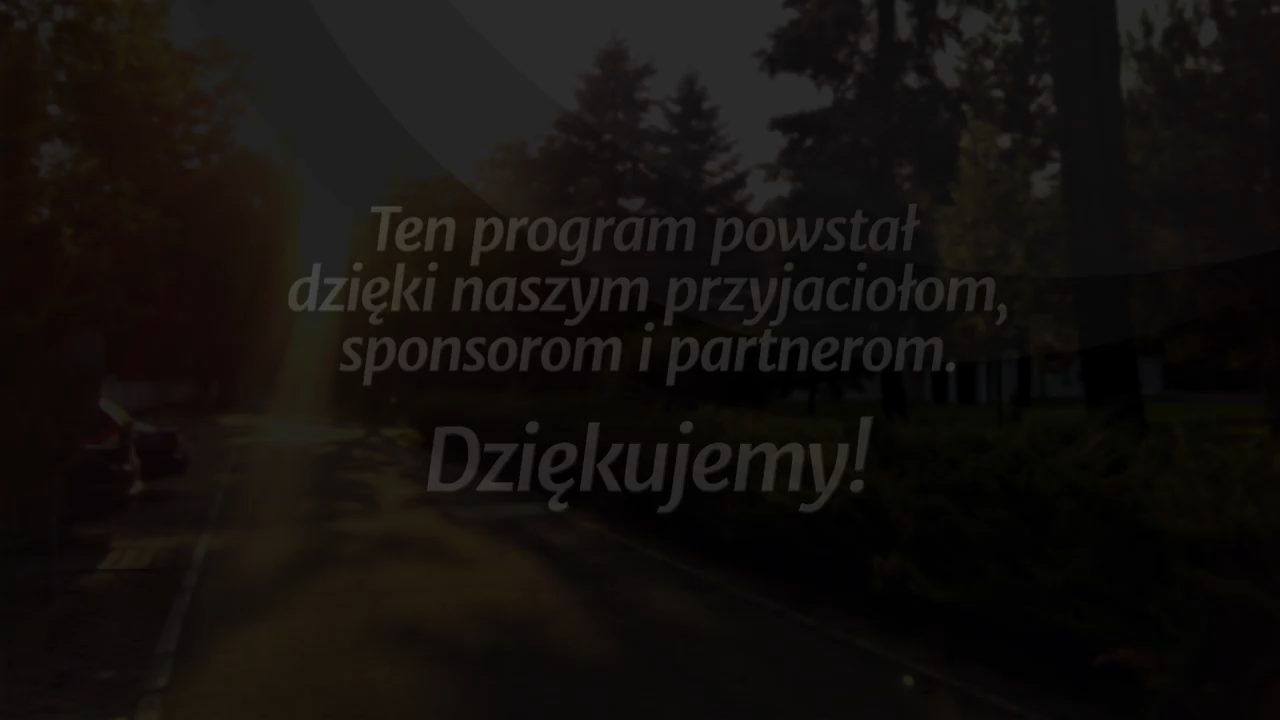 Ten program powstał
dzięki naszym przyjaciołom,
sponsorom i partnerom.
Dziękujemy!